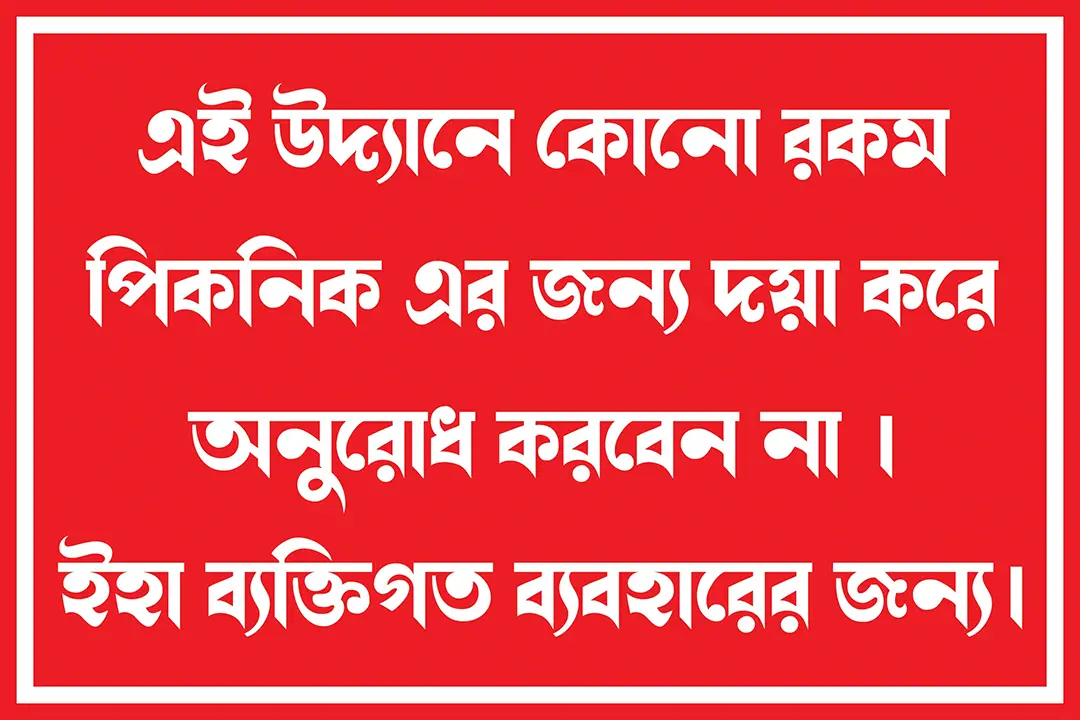 এই উদ্যানে কোনো রকম
পিকনিক এর জন্য দয়া করে
অনুরোধ করবেন না ।
ইহা ব্যক্তিগত ব্যবহারের জন্য।